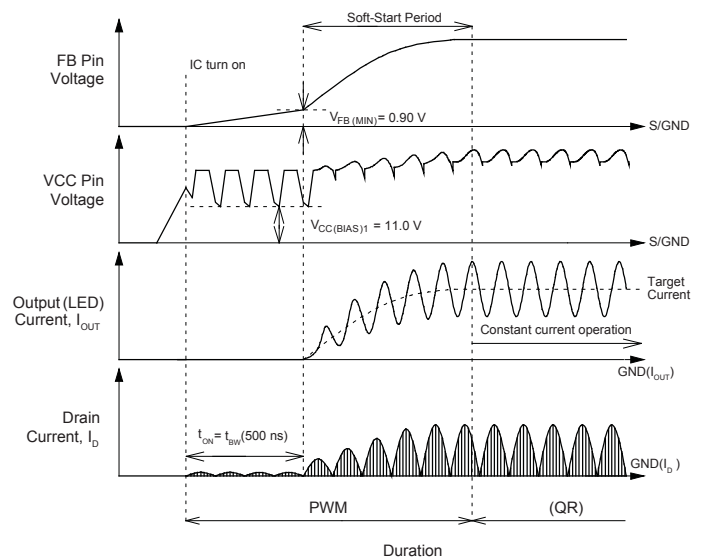 Soft-Start Period
FB Pin
Voltage
IC turn on
V_FB (MIN) = 0.90 V
S/GND
VCC Pin
Voltage
V_CC(BIAS)1 = 11.0 V
S/GND
Output (LED)
Current, I_OUT
Target
Current
Constant current operation
GND(I_OUT)
Drain
Current, I_D
t_ON = t_BW (500 ns)
GND(I_D)
PWM
(QR)
Duration